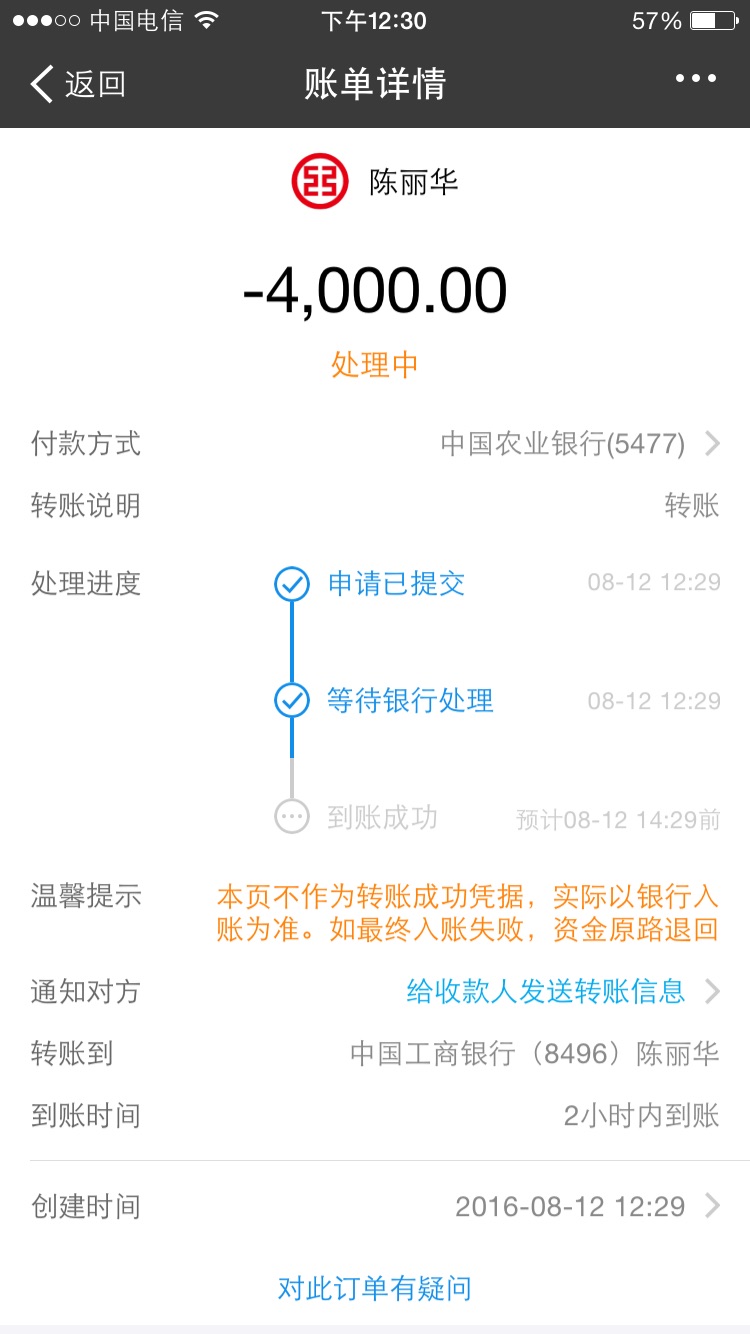 中国电信 下午12:30 57%
返回 账单详情
陈丽华
-4,000.00
处理中
付款方式 中国农业银行(5477)
转账说明 转账
处理进度 申请已提交 08-12 12:29
等待银行处理 08-12 12:29
到账成功 预计08-12 14:29前
温馨提示 本页不作为转账成功凭据，实际以银行入
账为准。如最终入账失败，资金原路退回
通知对方 给收款人发送转账信息
转账到 中国工商银行（8496）陈丽华
到账时间 2小时内到账
创建时间 2016-08-12 12:29
对此订单有疑问